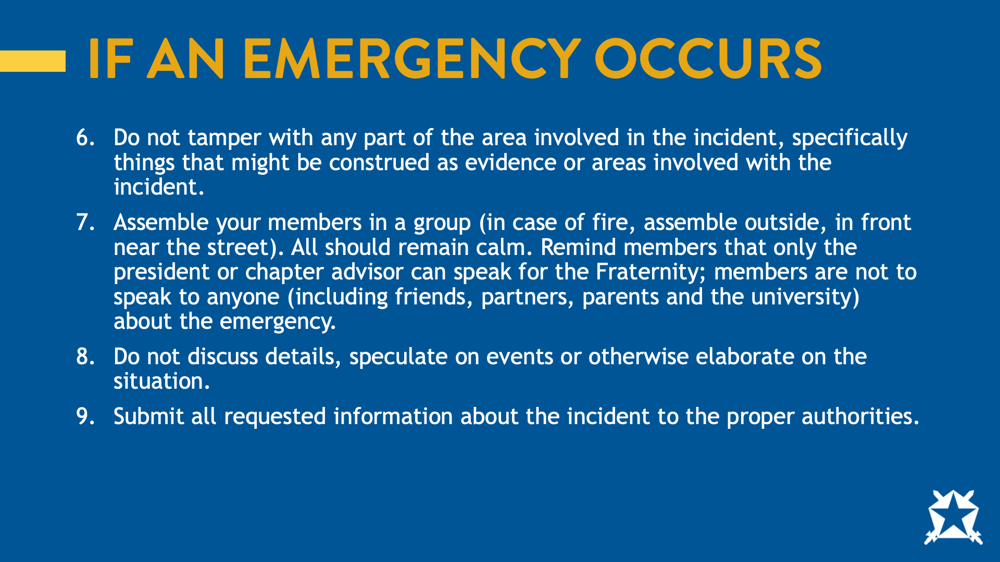 IF AN EMERGENCY OCCURS
6. Do not tamper with any part of the area involved in the incident, specifically
things that might be construed as evidence or areas involved with the
incident.
7. Assemble your members in a group (in case of fire, assemble outside, in front
near the street). All should remain calm. Remind members that only the
president or chapter advisor can speak for the Fraternity; members are not to
speak to anyone (including friends, partners, parents and the university)
about the emergency.
8. Do not discuss details, speculate on events or otherwise elaborate on the
situation.
9. Submit all requested information about the incident to the proper authorities.